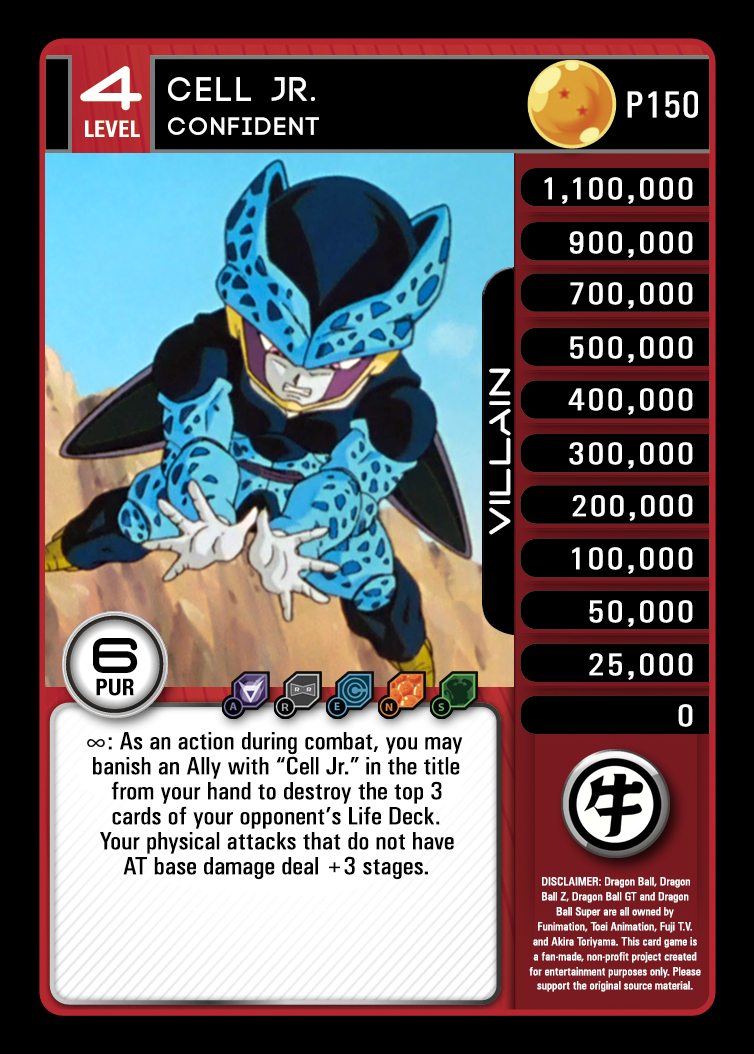 4
LEVEL
CELL JR.
CONFIDENT
P150
1,100,000
900,000
700,000
500,000
400,000
300,000
200,000
100,000
50,000
25,000
0
VILLAIN
6
PUR
A R E N S
∞: As an action during combat, you may
banish an Ally with “Cell Jr.” in the title
from your hand to destroy the top 3
cards of your opponent’s Life Deck.
Your physical attacks that do not have
AT base damage deal +3 stages.
牛
DISCLAIMER: Dragon Ball, Dragon
Ball Z, Dragon Ball GT and Dragon
Ball Super are all owned by
Funimation, Toei Animation, Fuji T.V.
and Akira Toriyama. This card game is
a fan-made, non-profit project created
for entertainment purposes only. Please
support the original source material.